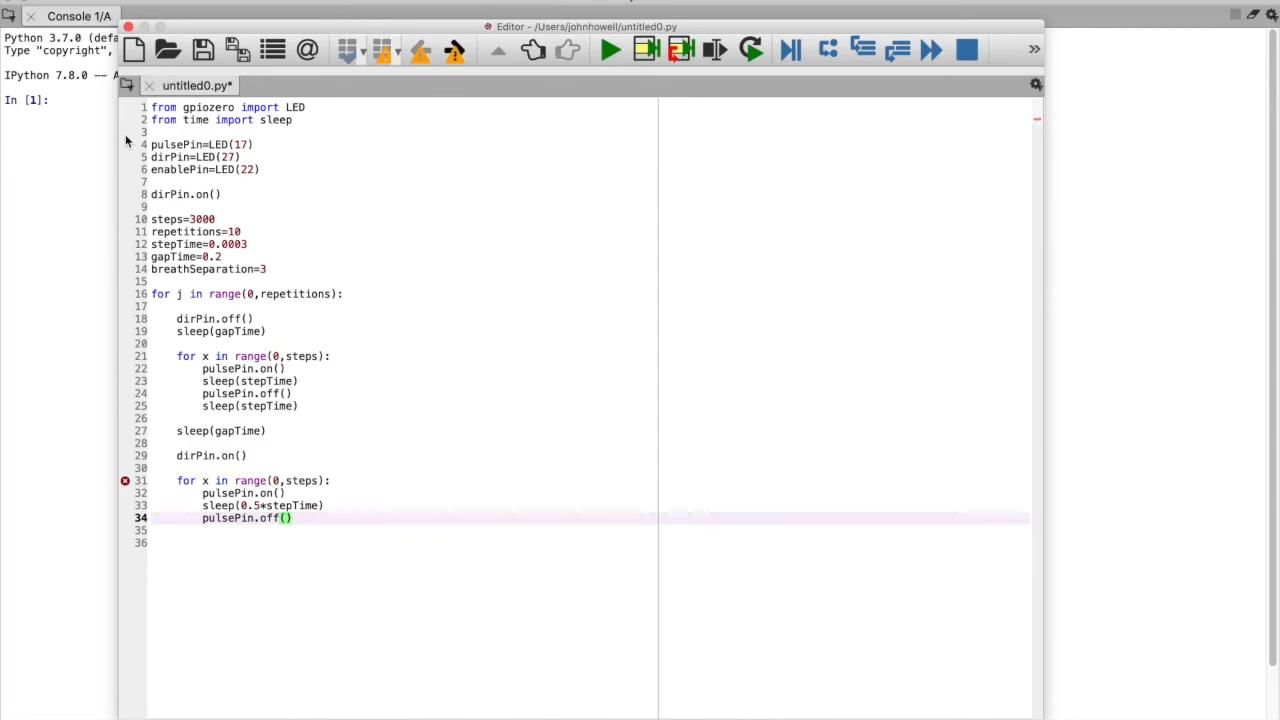 Console 1/A
Python 3.7.0 (defa
Type "copyright",
IPython 7.8.0 -- A
In [1]:
Editor - /Users/johnhowell/untitled0.py
untitled0.py*
1 from gpiozero import LED
2 from time import sleep
3
4 pulsePin=LED(17)
5 dirPin=LED(27)
6 enablePin=LED(22)
7
8 dirPin.on()
9
10 steps=3000
11 repetitions=10
12 stepTime=0.0003
13 gapTime=0.2
14 breathSeparation=3
15
16 for j in range(0,repetitions):
17
18     dirPin.off()
19     sleep(gapTime)
20
21     for x in range(0,steps):
22         pulsePin.on()
23         sleep(stepTime)
24         pulsePin.off()
25         sleep(stepTime)
26
27     sleep(gapTime)
28
29     dirPin.on()
30
31     for x in range(0,steps):
32         pulsePin.on()
33         sleep(0.5*stepTime)
34         pulsePin.off()
35
36